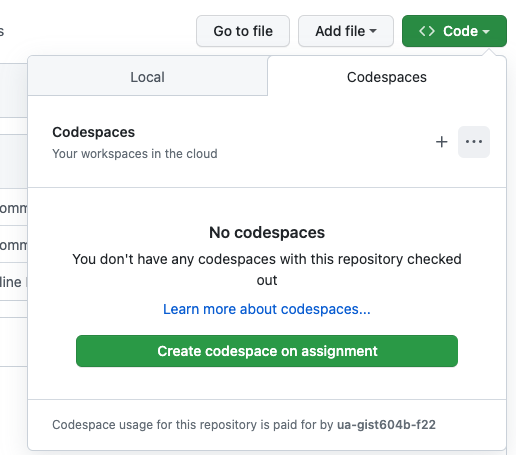 s
Go to file
Add file
Code
Local
Codespaces
Codespaces
Your workspaces in the cloud
omm
omm
line
No codespaces
You don't have any codespaces with this repository checked
out
Learn more about codespaces...
Create codespace on assignment
Codespace usage for this repository is paid for by ua-gist604b-f22